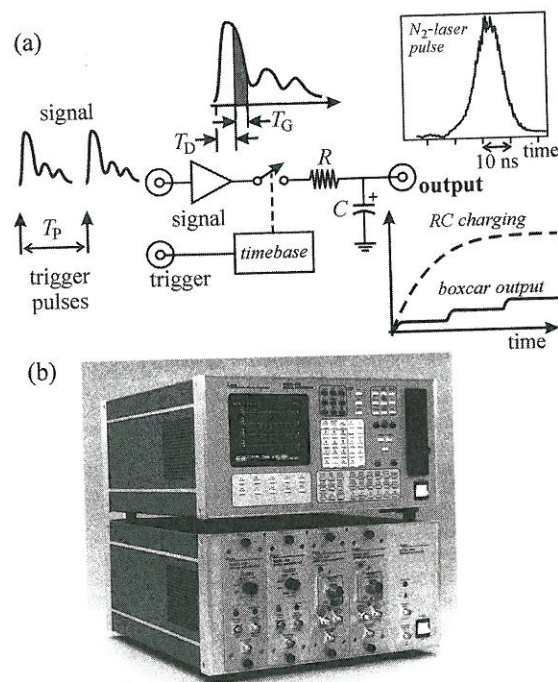 (a)
signal
T_P
trigger
pulses
T_D
T_G
signal
trigger
timebase
R
C
+
output
N₂-laser
pulse
time
10 ns
RC charging
boxcar output
time
(b)